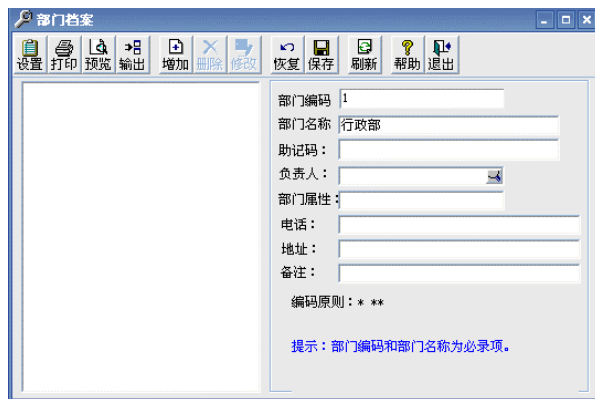 部门档案
设置 打印 预览 输出 增加 删除 修改 恢复 保存 刷新 帮助 退出
部门编码 1
部门名称 行政部
助记码：
负责人：
部门属性：
电话：
地址：
备注：
编码原则：* **
提示：部门编码和部门名称为必录项。